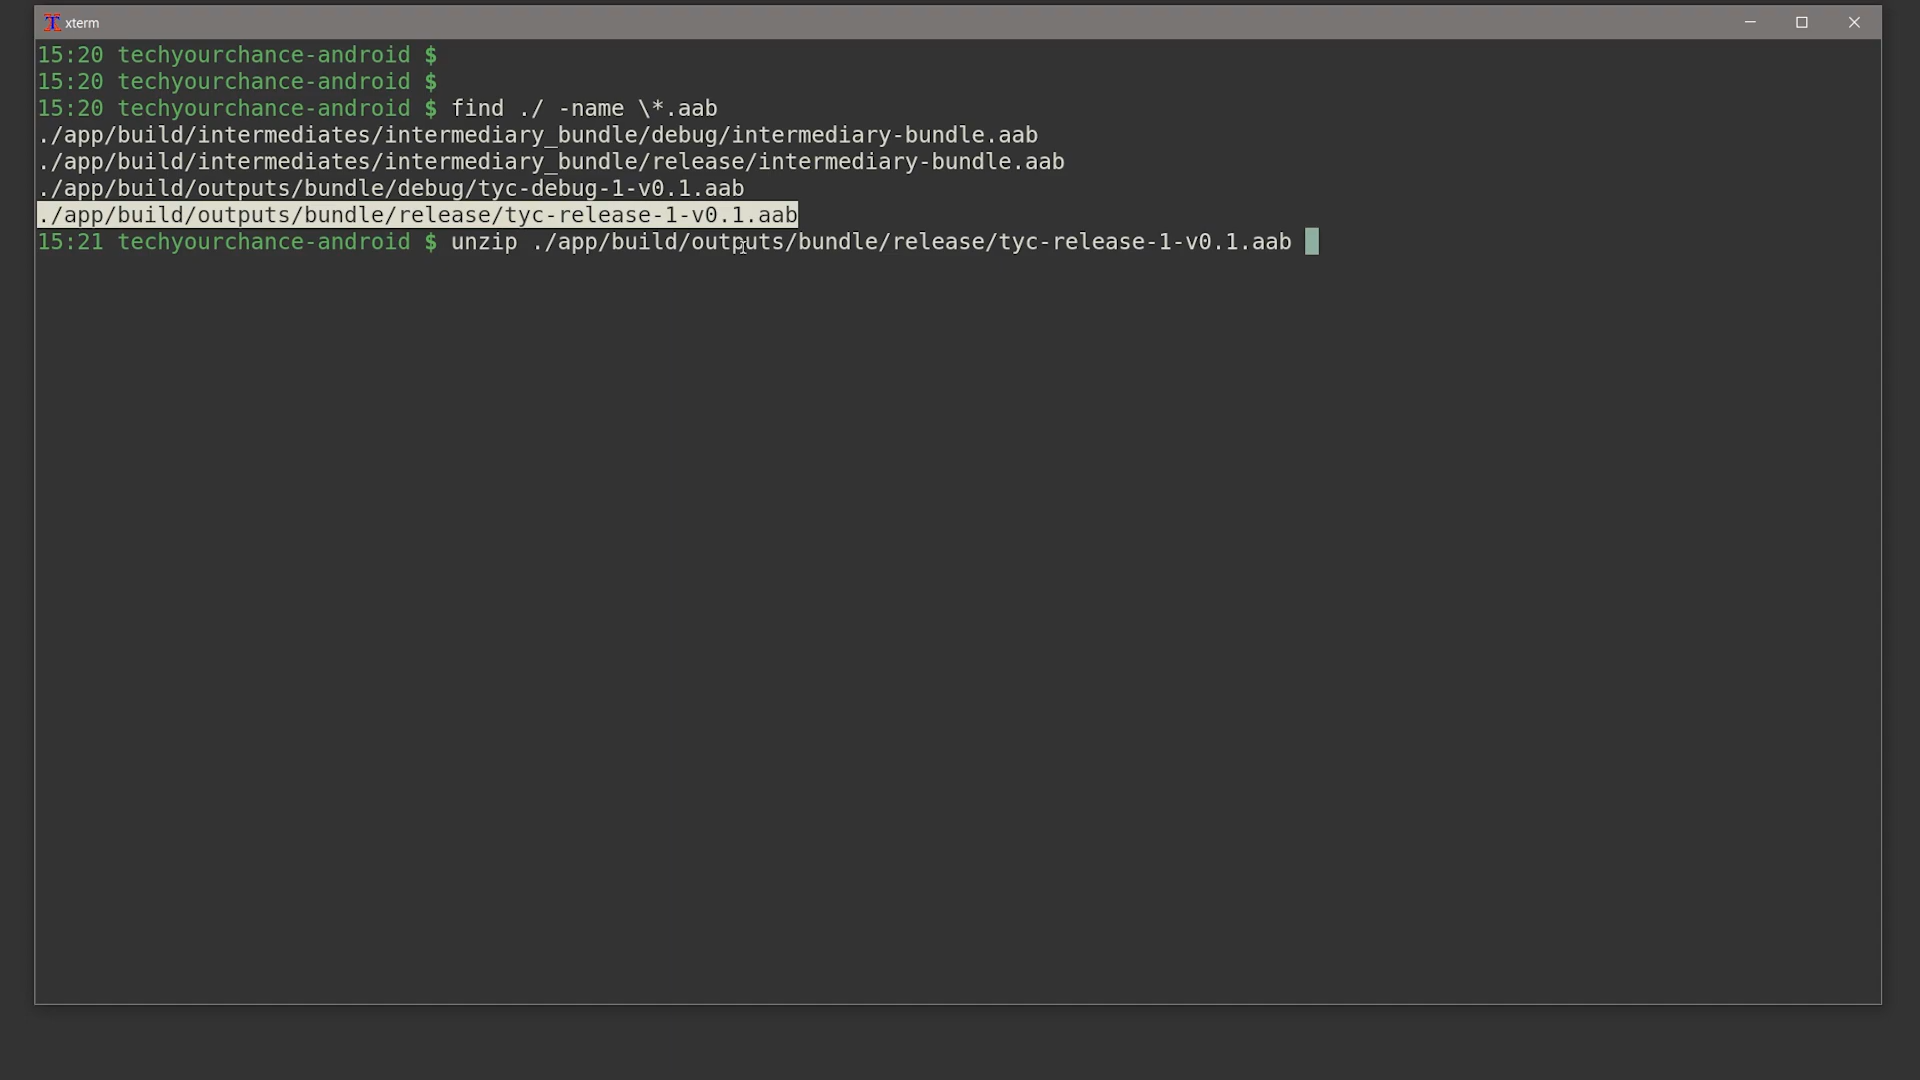 xterm
15:20 techyourchance-android $
15:20 techyourchance-android $
15:20 techyourchance-android $ find ./ -name \*.aab
./app/build/intermediates/intermediary_bundle/debug/intermediary-bundle.aab
./app/build/intermediates/intermediary_bundle/release/intermediary-bundle.aab
./app/build/outputs/bundle/debug/tyc-debug-1-v0.1.aab
./app/build/outputs/bundle/release/tyc-release-1-v0.1.aab
15:21 techyourchance-android $ unzip ./app/build/outputs/bundle/release/tyc-release-1-v0.1.aab